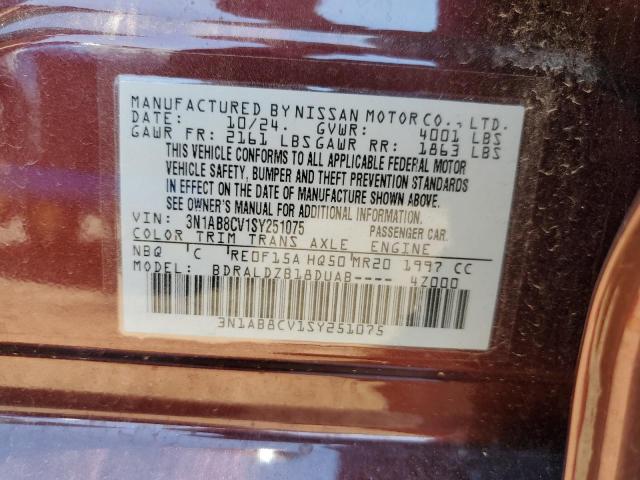 MANUFACTURED BY NISSAN MOTOR CO., LTD.
DATE: 10/24. GVWR: 4001 LBS
GAWR FR: 2161 LBS GAWR RR: 1863 LBS
THIS VEHICLE CONFORMS TO ALL APPLICABLE FEDERAL MOTOR
VEHICLE SAFETY, BUMPER AND THEFT PREVENTION STANDARDS
IN EFFECT ON THE DATE OF MANUFACTURE SHOWN ABOVE.
SEE OWNER'S MANUAL FOR ADDITIONAL INFORMATION.
VIN: 3N1AB8CV1SY251075 PASSENGER CAR.
COLOR TRIM TRANS AXLE ENGINE
NBQ C RE0F15A HQ50 MR20 1997 CC
MODEL: BDRALDZB18DUAB---- 4Z000
3N1AB8CV1SY251075